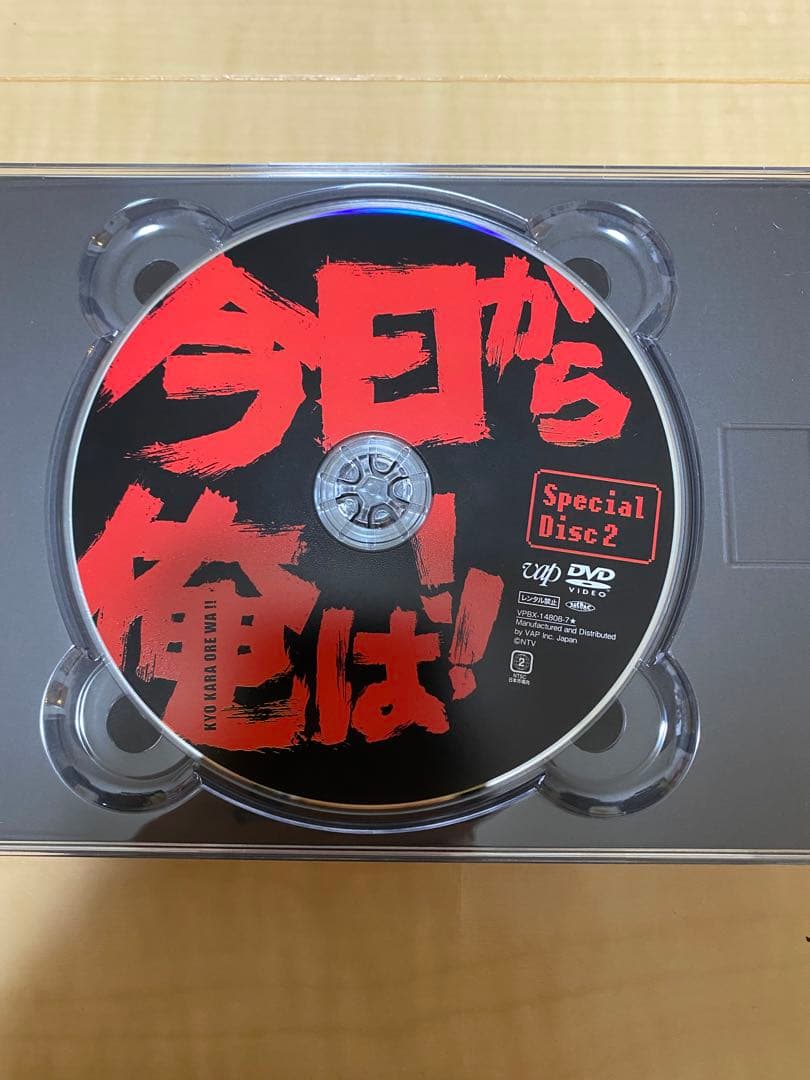 今日から
俺は!!
KYO KARA ORE WA !!
Special
Disc 2
vap
DVD
VIDEO
レンタル禁止
VPBX-14808-7★
Manufactured and Distributed
by VAP Inc. Japan
©NTV
2
NTSC
日本市場向